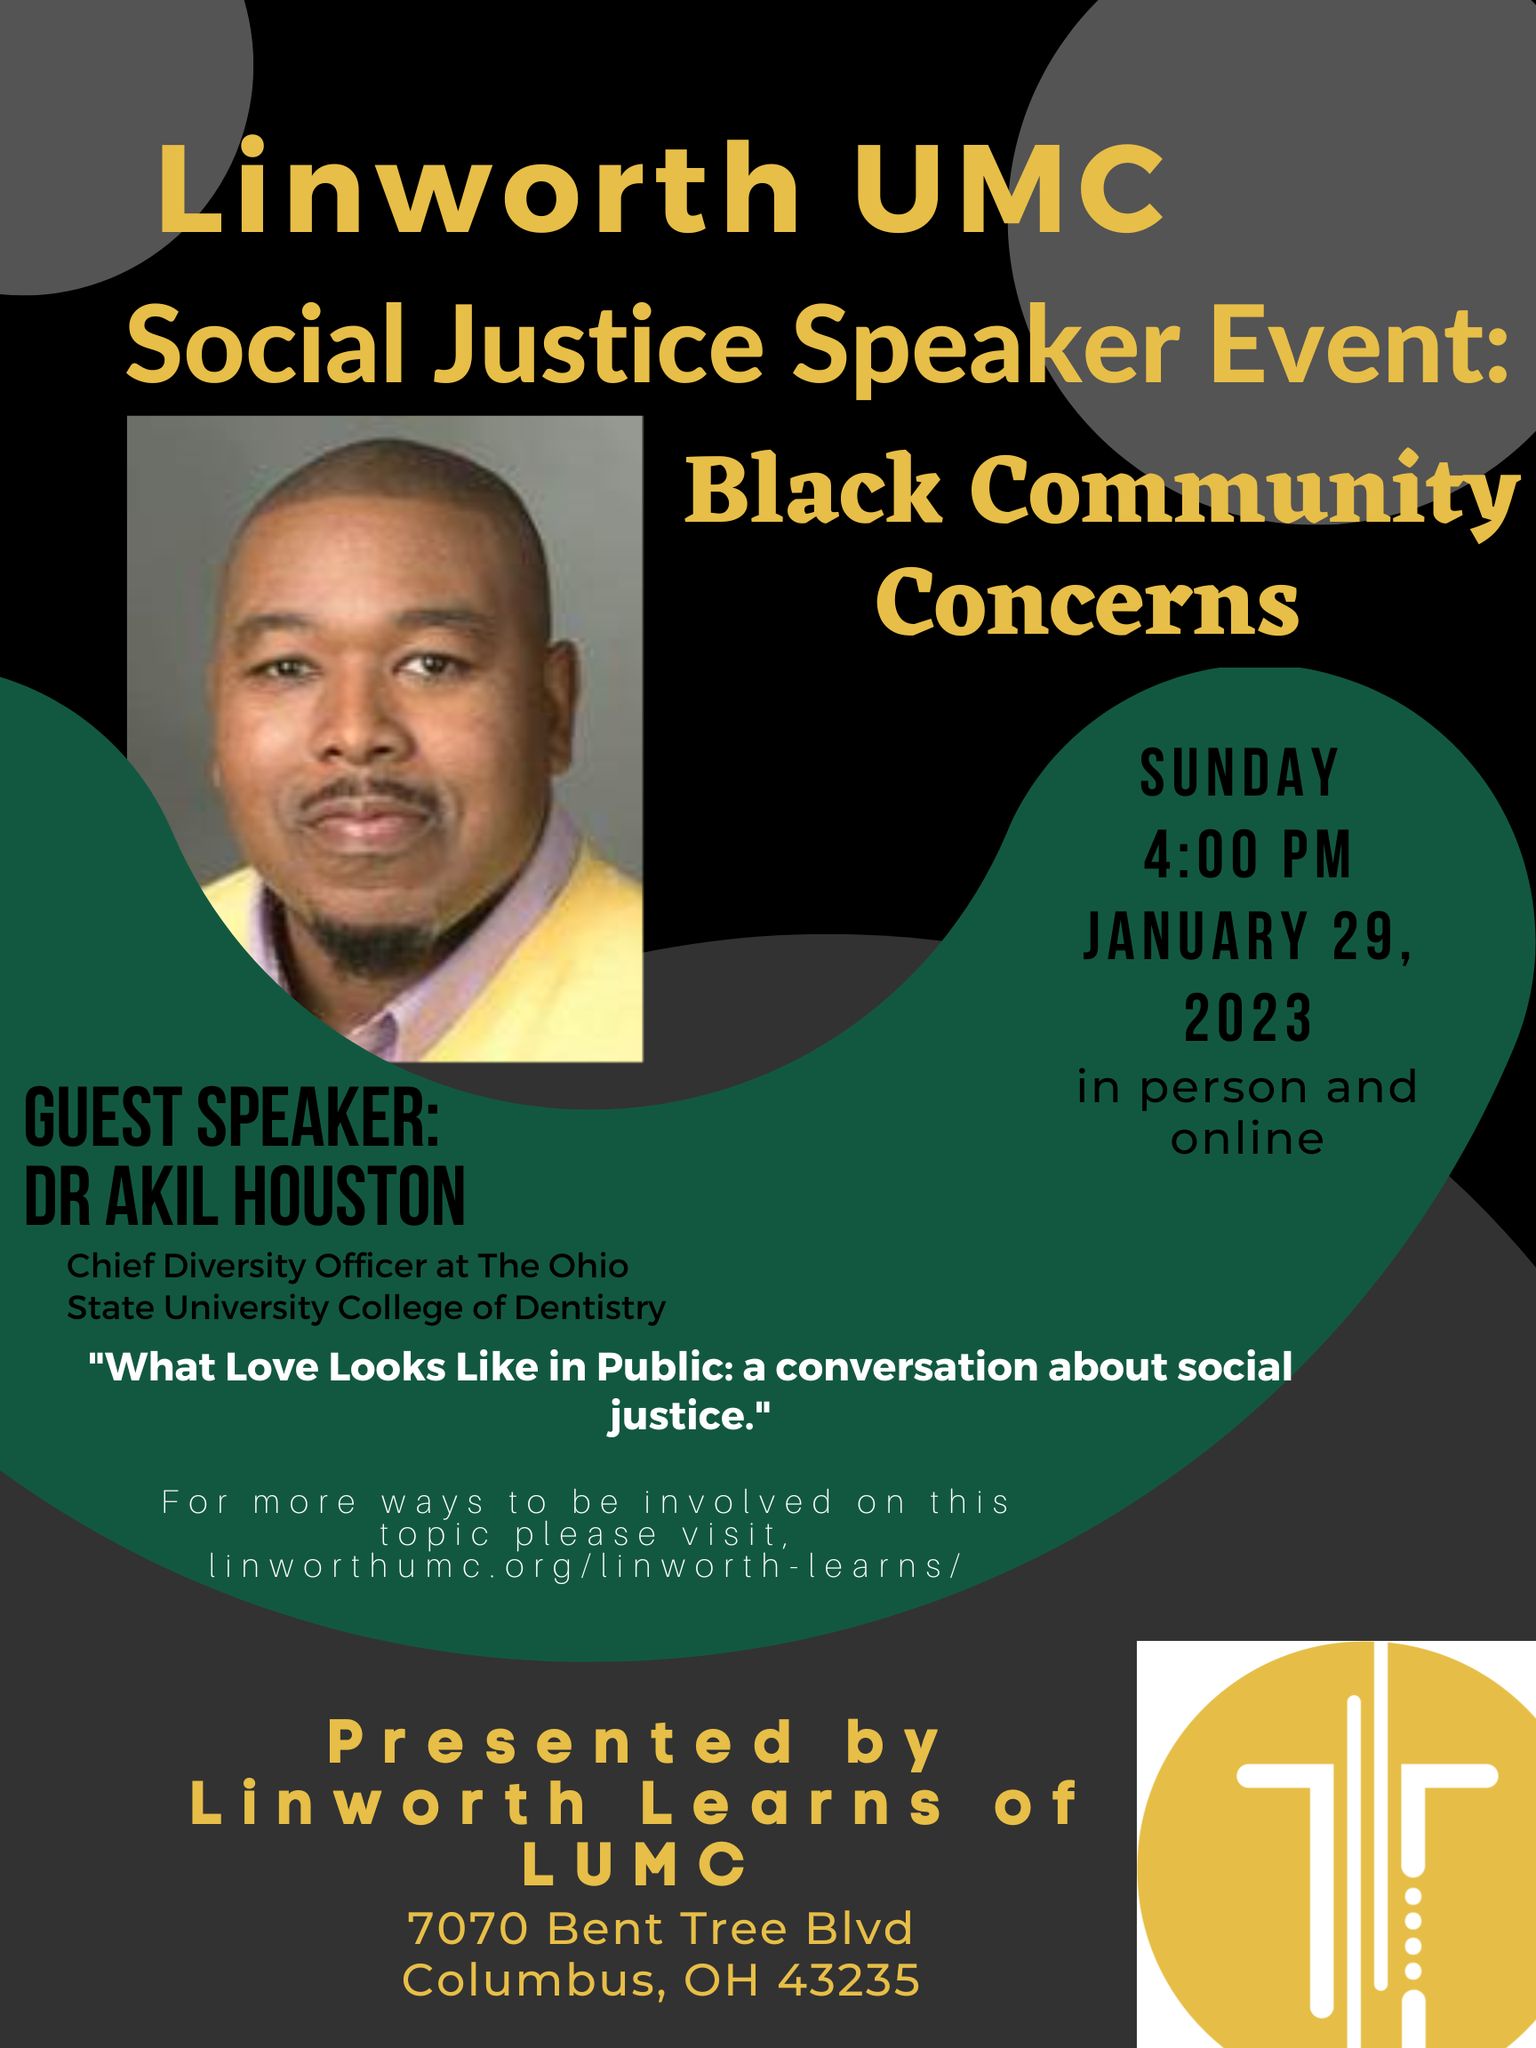 Linworth UMC
Social Justice Speaker Event:
Black Community
Concerns
SUNDAY
4:00 PM
JANUARY 29,
2023
in person and
online
GUEST SPEAKER:
DR AKIL HOUSTON
Chief Diversity Officer at The Ohio
State University College of Dentistry
"What Love Looks Like in Public: a conversation about social
justice."
For more ways to be involved on this
topic please visit,
linworthumc.org/linworth-learns/
Presented by
Linworth Learns of
LUMC
7070 Bent Tree Blvd
Columbus, OH 43235